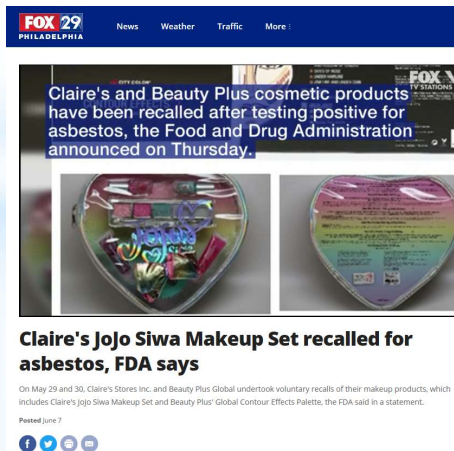 FOX 29
PHILADELPHIA
News
Weather
Traffic
More
CITY COLOR
CONTOUR EFFECTS
FOX
TV STATIONS
Claire's and Beauty Plus cosmetic products
have been recalled after testing positive for
asbestos, the Food and Drug Administration
announced on Thursday.
Claire's JoJo Siwa Makeup Set recalled for
asbestos, FDA says
On May 29 and 30, Claire's Stores Inc. and Beauty Plus Global undertook voluntary recalls of their makeup products, which
includes Claire's JoJo Siwa Makeup Set and Beauty Plus' Global Contour Effects Palette, the FDA said in a statement.
Posted June 7